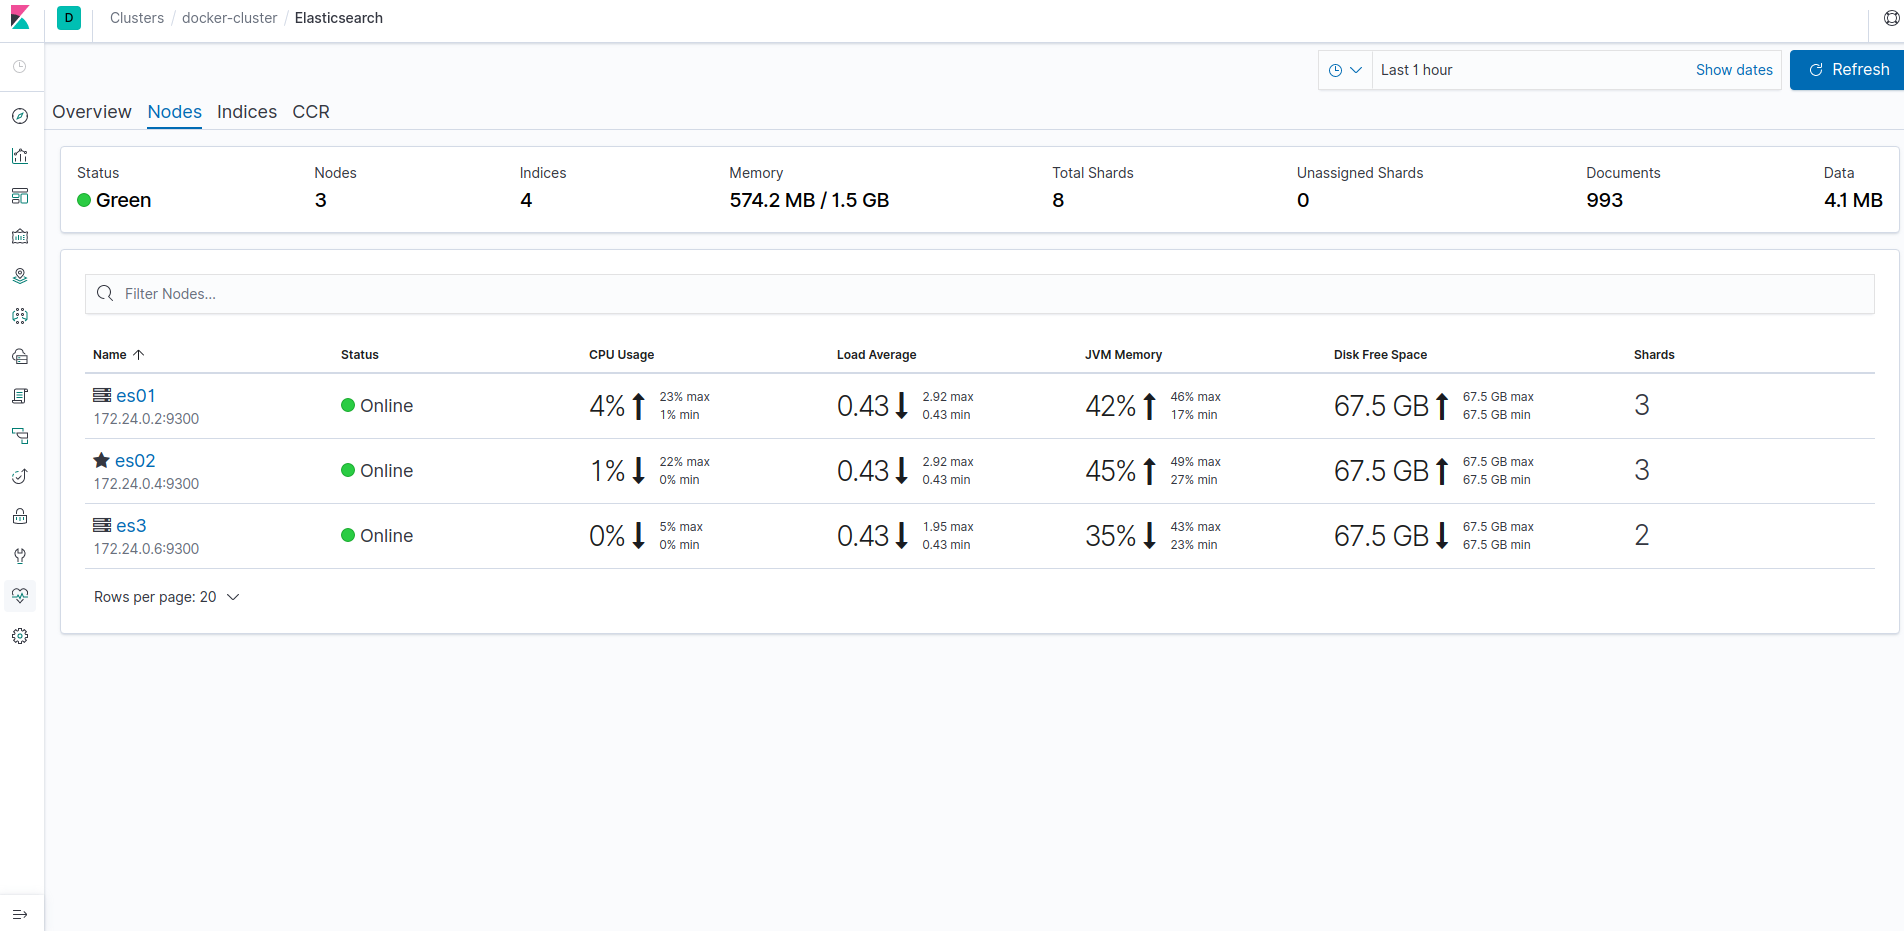 D Clusters / docker-cluster / Elasticsearch
Last 1 hour Show dates Refresh
Overview Nodes Indices CCR
Status Nodes Indices Memory Total Shards Unassigned Shards Documents Data
Green 3 4 574.2 MB / 1.5 GB 8 0 993 4.1 MB
Filter Nodes...
Name Status CPU Usage Load Average JVM Memory Disk Free Space Shards
es01 Online 4% 23% max 0.43 2.92 max 42% 46% max 67.5 GB 67.5 GB max 3
172.24.0.2:9300 1% min 0.43 min 17% min 67.5 GB min
es02 Online 1% 22% max 0.43 2.92 max 45% 49% max 67.5 GB 67.5 GB max 3
172.24.0.4:9300 0% min 0.43 min 27% min 67.5 GB min
es3 Online 0% 5% max 0.43 1.95 max 35% 43% max 67.5 GB 67.5 GB max 2
172.24.0.6:9300 0% min 0.43 min 23% min 67.5 GB min
Rows per page: 20